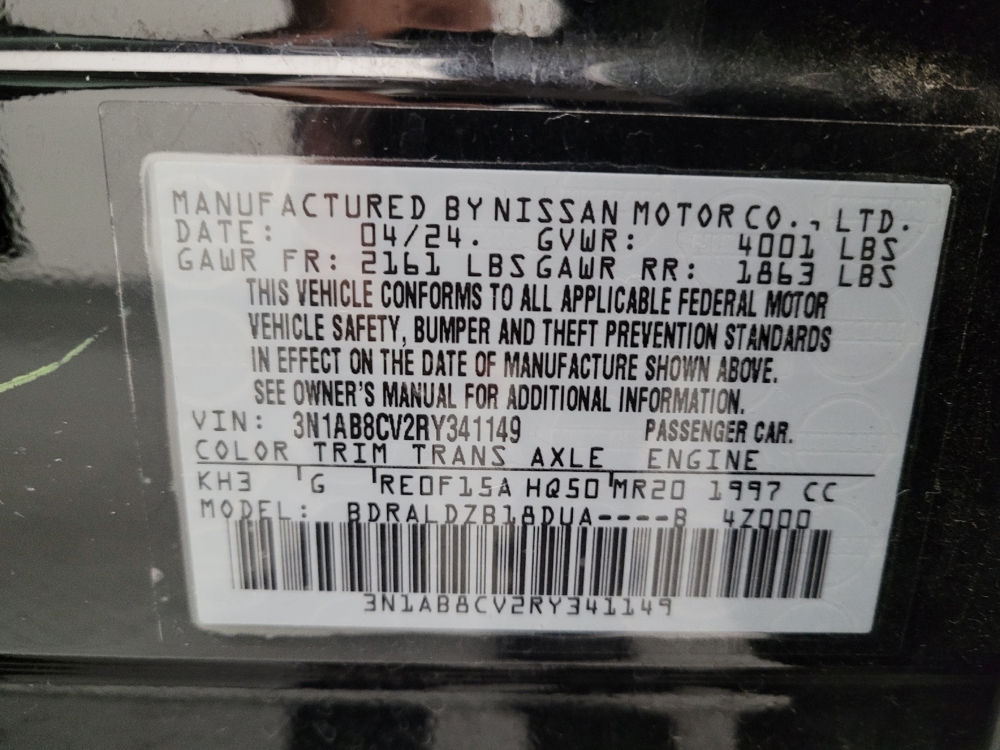 MANUFACTURED BY NISSAN MOTOR CO., LTD.
DATE: 04/24. GVWR: 4001 LBS
GAWR FR: 2161 LBS GAWR RR: 1863 LBS
THIS VEHICLE CONFORMS TO ALL APPLICABLE FEDERAL MOTOR
VEHICLE SAFETY, BUMPER AND THEFT PREVENTION STANDARDS
IN EFFECT ON THE DATE OF MANUFACTURE SHOWN ABOVE.
SEE OWNER'S MANUAL FOR ADDITIONAL INFORMATION.
VIN: 3N1AB8CV2RY341149 PASSENGER CAR.
COLOR TRIM TRANS AXLE ENGINE
KH3 G RE0F15A HQ50 MR20 1997 CC
MODEL: BDRALDZB18DUA----B 4Z000
3N1AB8CV2RY341149